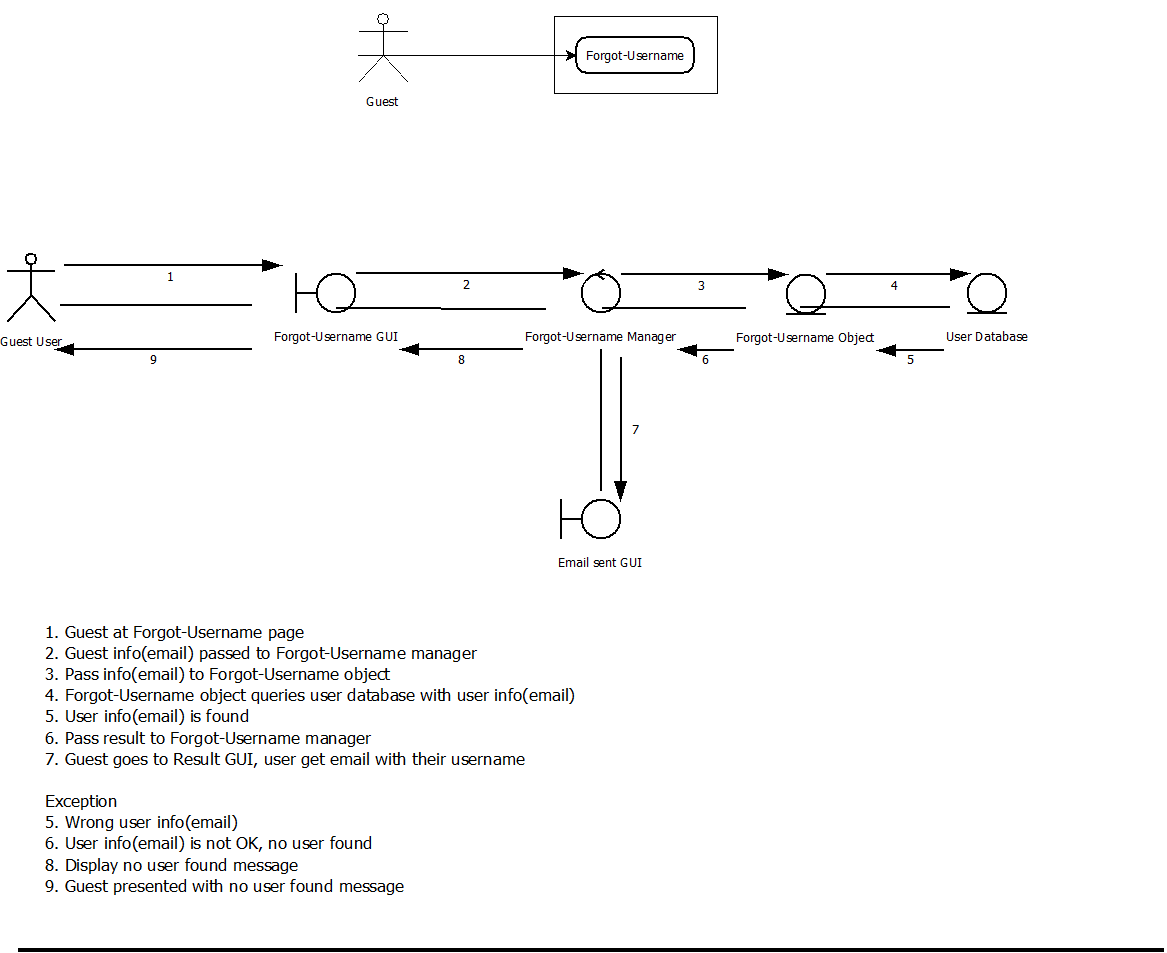 Forgot-Username
Guest
1
2
3
4
Guest User
Forgot-Username GUI
Forgot-Username Manager
Forgot-Username Object
User Database
9
8
6
5
7
Email sent GUI
1. Guest at Forgot-Username page
2. Guest info(email) passed to Forgot-Username manager
3. Pass info(email) to Forgot-Username object
4. Forgot-Username object queries user database with user info(email)
5. User info(email) is found
6. Pass result to Forgot-Username manager
7. Guest goes to Result GUI, user get email with their username
Exception
5. Wrong user info(email)
6. User info(email) is not OK, no user found
8. Display no user found message
9. Guest presented with no user found message